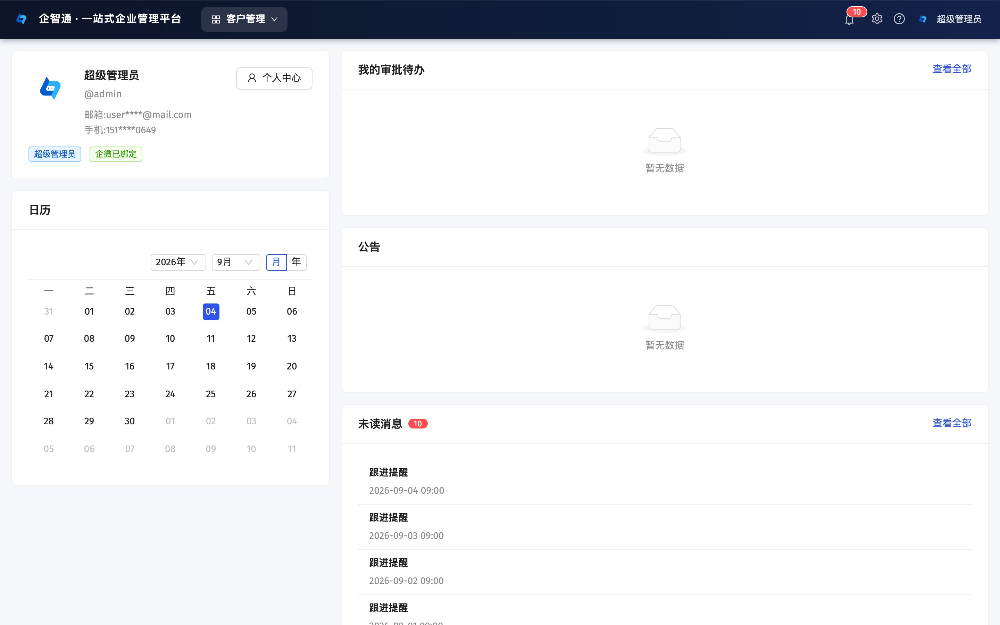 企智通 · 一站式企业管理平台
客户管理
10
超级管理员
超级管理员
@admin
邮箱:user****@mail.com
手机:151****0649
个人中心
超级管理员
企微已绑定
日历
2026年
9月
月
年
一 二 三 四 五 六 日
31 01 02 03 04 05 06
07 08 09 10 11 12 13
14 15 16 17 18 19 20
21 22 23 24 25 26 27
28 29 30 01 02 03 04
05 06 07 08 09 10 11
我的审批待办
查看全部
暂无数据
公告
暂无数据
未读消息 10
查看全部
跟进提醒
2026-09-04 09:00
跟进提醒
2026-09-03 09:00
跟进提醒
2026-09-02 09:00
跟进提醒
2026-09-01 09:00